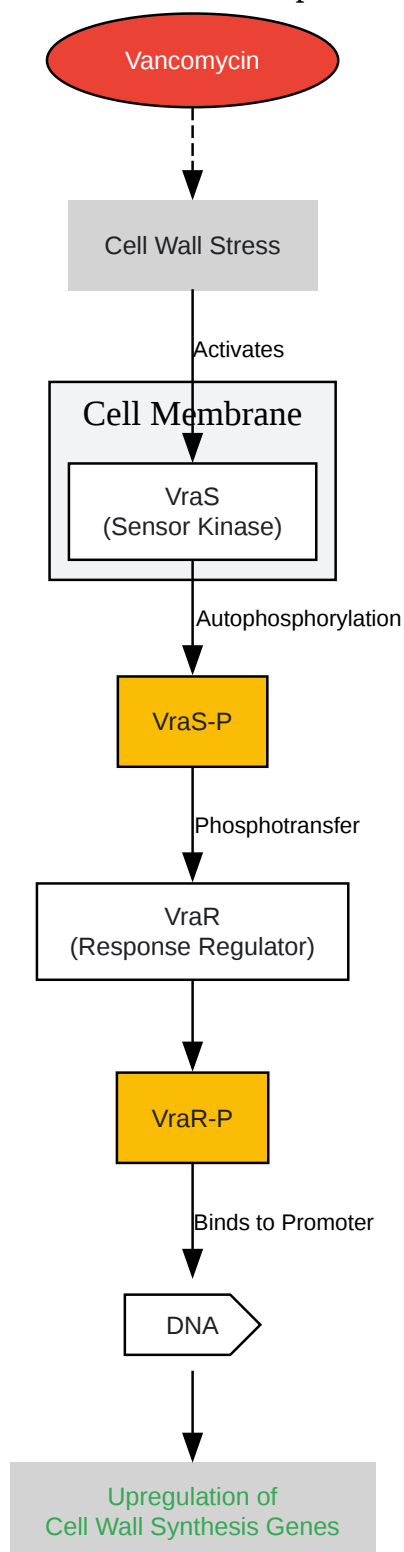 Vancomycin
Cell Wall Stress
Activates
Cell Membrane
VraS
(Sensor Kinase)
Autophosphorylation
VraS-P
Phosphotransfer
VraR
(Response Regulator)
VraR-P
Binds to Promoter
DNA
Upregulation of
Cell Wall Synthesis Genes